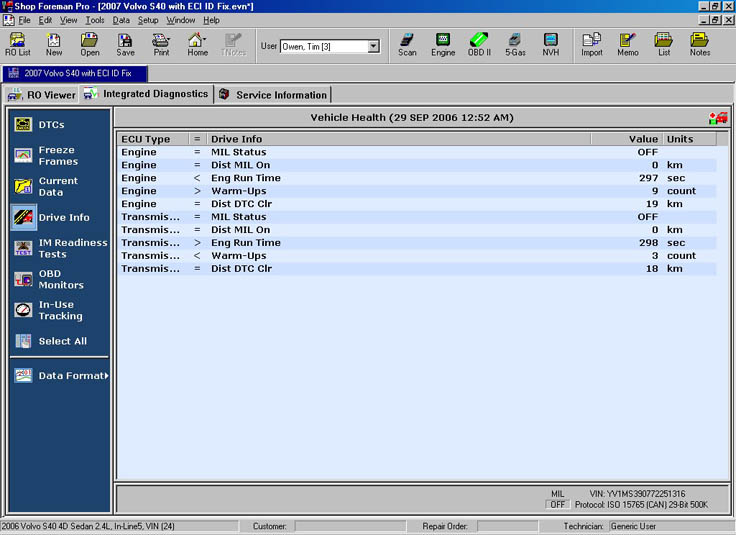 Shop Foreman Pro - [2007 Volvo S40 with ECI ID Fix.evn*]
File Edit View Tools Data Setup Window Help
RO List New Open Save Print Home TNotes User Owen, Tim [3] Scan Engine OBD II 5-Gas NVH Import Memo List Notes
2007 Volvo S40 with ECI ID Fix
RO Viewer Integrated Diagnostics Service Information
Vehicle Health (29 SEP 2006 12:52 AM)
DTCs
Freeze
Frames
Current
Data
Drive Info
IM Readiness
Tests
OBD
Monitors
In-Use
Tracking
Select All
Data Format
ECU Type = Drive Info Value Units
Engine = MIL Status OFF
Engine = Dist MIL On 0 km
Engine < Eng Run Time 297 sec
Engine > Warm-Ups 9 count
Engine = Dist DTC Clr 19 km
Transmis... = MIL Status OFF
Transmis... = Dist MIL On 0 km
Transmis... > Eng Run Time 298 sec
Transmis... < Warm-Ups 3 count
Transmis... = Dist DTC Clr 18 km
MIL VIN: YV1MS390772251316
OFF Protocol: ISO 15765 (CAN) 29-Bit 500K
2006 Volvo S40 4D Sedan 2.4L, In-Line5, VIN (24) Customer: Repair Order: Technician: Generic User